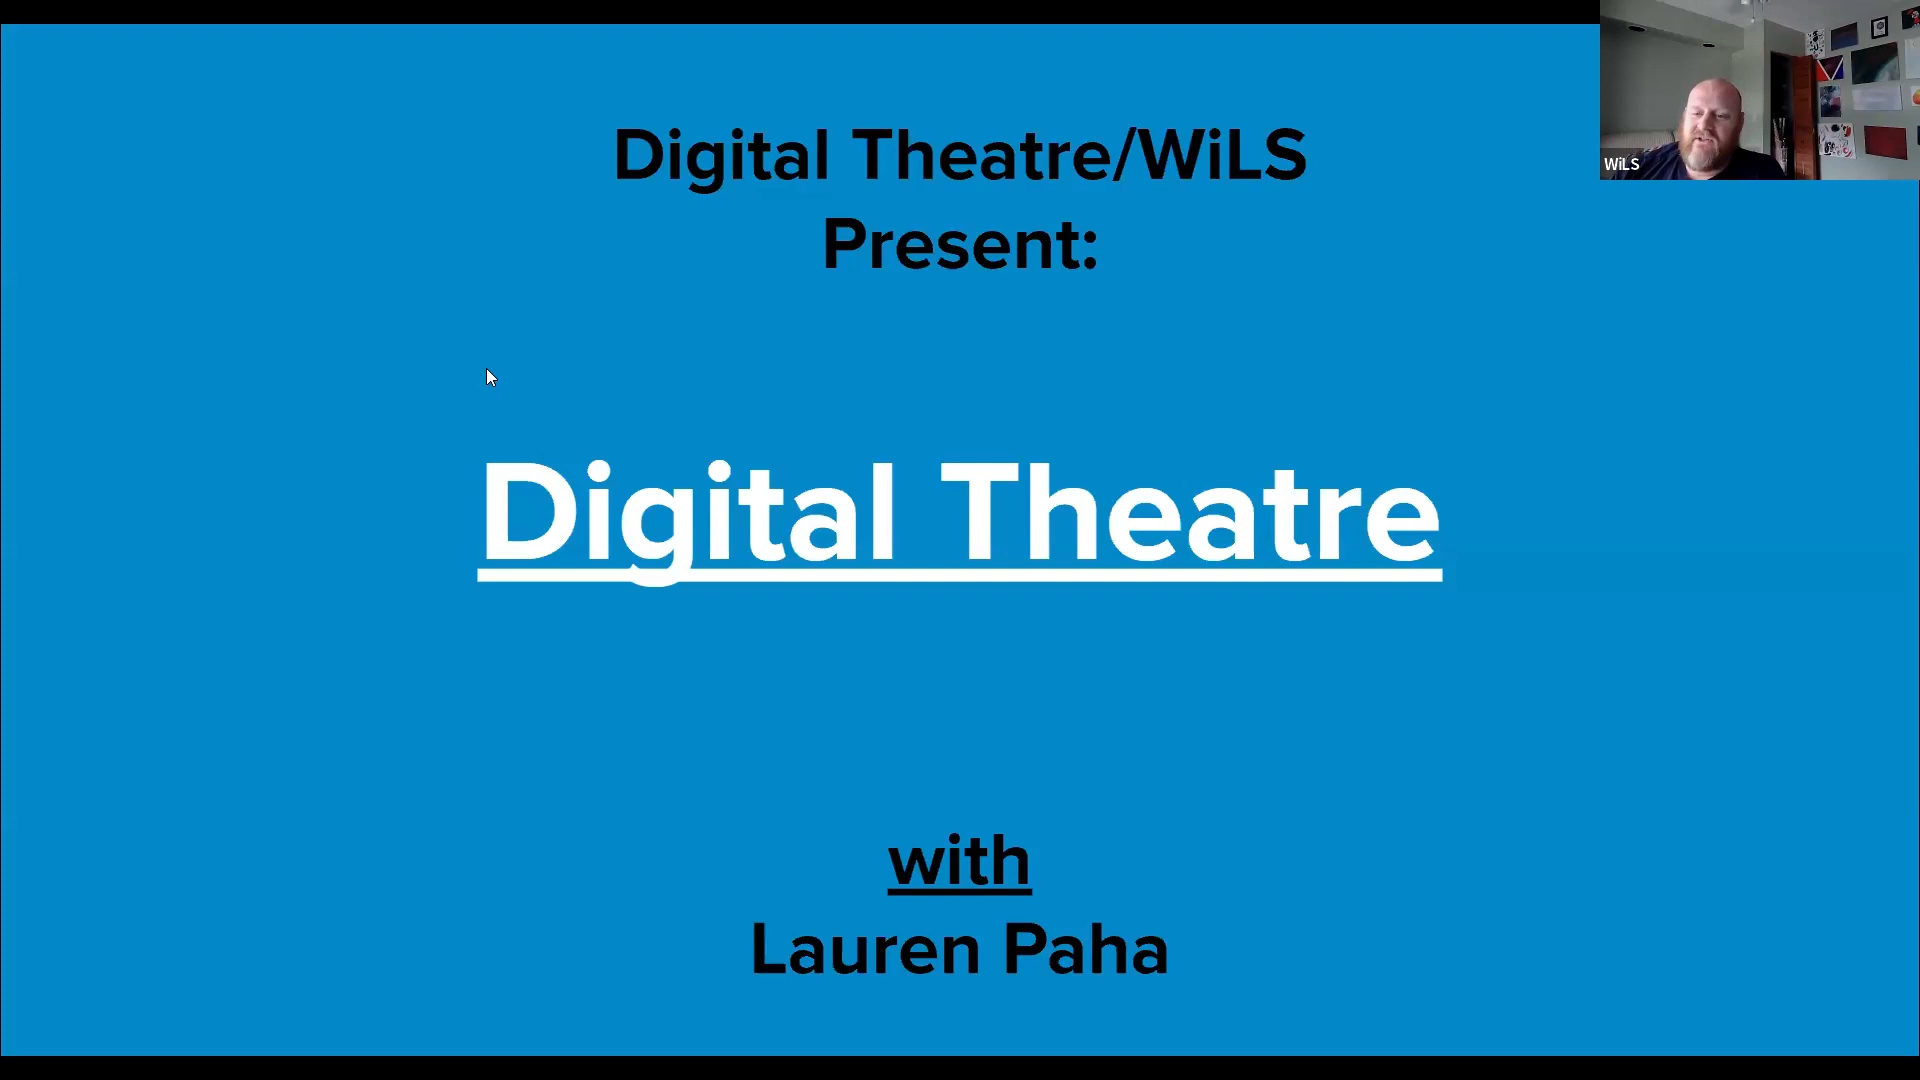 Digital Theatre/WiLS
Present:
WiLS
Digital Theatre
with
Lauren Paha